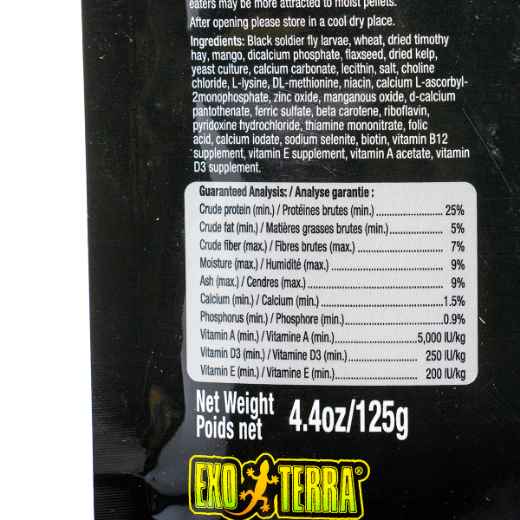 eaters may be more attracted to moist pellets.
After opening please store in a cool dry place.
Ingredients: Black soldier fly larvae, wheat, dried timothy
hay, mango, dicalcium phosphate, flaxseed, dried kelp,
yeast culture, calcium carbonate, lecithin, salt, choline
chloride, L-lysine, DL-methionine, niacin, calcium L-ascorbyl-
2monophosphate, zinc oxide, manganous oxide, d-calcium
pantothenate, ferric sulfate, beta carotene, riboflavin,
pyridoxine hydrochloride, thiamine mononitrate, folic
acid, calcium iodate, sodium selenite, biotin, vitamin B12
supplement, vitamin E supplement, vitamin A acetate, vitamin
D3 supplement.
Guaranteed Analysis: / Analyse garantie :
Crude protein (min.) / Protéines brutes (min.) 25%
Crude fat (min.) / Matières grasses brutes (min.) 5%
Crude fiber (max.) / Fibres brutes (max.) 7%
Moisture (max.) / Humidité (max.) 9%
Ash (max.) / Cendres (max.) 9%
Calcium (min.) / Calcium (min.) 1.5%
Phosphorus (min.) / Phosphore (min.) 0.9%
Vitamin A (min.) / Vitamine A (min.) 5,000 IU/kg
Vitamin D3 (min.) / Vitamine D3 (min.) 250 IU/kg
Vitamin E (min.) / Vitamine E (min.) 200 IU/kg
Net Weight
Poids net 4.4oz/125g
EXO TERRA®